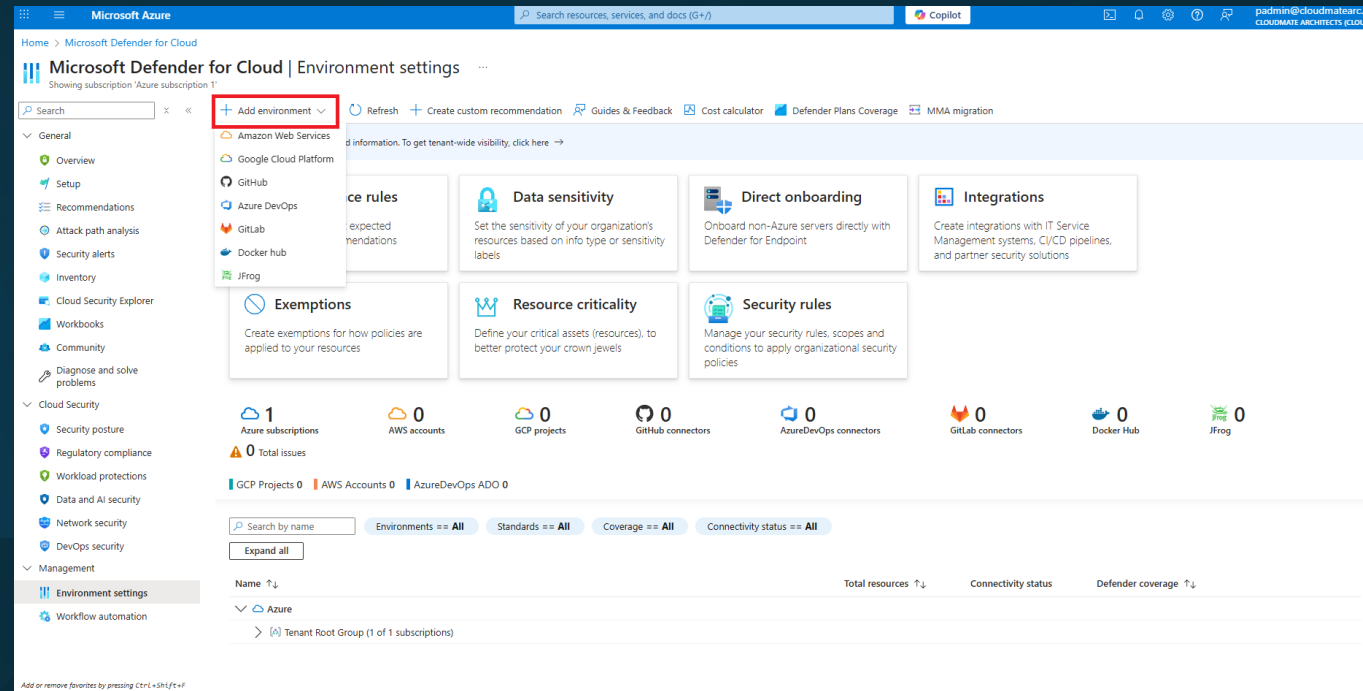 Microsoft Azure
Search resources, services, and docs (G+/)
Copilot
padmin@cloudmatearc.
CLOUDMATE ARCHITECTS (CLOU
Home > Microsoft Defender for Cloud
Microsoft Defender for Cloud | Environment settings ...
Showing subscription 'Azure subscription 1'
Search
Add environment
Refresh
Create custom recommendation
Guides & Feedback
Cost calculator
Defender Plans Coverage
MMA migration
General
Overview
Setup
Recommendations
Attack path analysis
Security alerts
Inventory
Cloud Security Explorer
Workbooks
Community
Diagnose and solve
problems
Cloud Security
Security posture
Regulatory compliance
Workload protections
Data and AI security
Network security
DevOps security
Management
Environment settings
Workflow automation
Add or remove favorites by pressing Ctrl+Shift+F
Amazon Web Services
Google Cloud Platform
GitHub
Azure DevOps
GitLab
Docker hub
JFrog
d information. To get tenant-wide visibility, click here →
ce rules
expected
mendations
Data sensitivity
Set the sensitivity of your organization's
resources based on info type or sensitivity
labels
Direct onboarding
Onboard non-Azure servers directly with
Defender for Endpoint
Integrations
Create integrations with IT Service
Management systems, CI/CD pipelines,
and partner security solutions
Exemptions
Create exemptions for how policies are
applied to your resources
Resource criticality
Define your critical assets (resources), to
better protect your crown jewels
Security rules
Manage your security rules, scopes and
conditions to apply organizational security
policies
1
Azure subscriptions
0
AWS accounts
0
GCP projects
0
GitHub connectors
0
AzureDevOps connectors
0
GitLab connectors
0
Docker Hub
0
JFrog
0 Total issues
GCP Projects 0
AWS Accounts 0
AzureDevOps ADO 0
Search by name
Environments == All
Standards == All
Coverage == All
Connectivity status == All
Expand all
Name ↑↓
Total resources ↑↓
Connectivity status
Defender coverage ↑↓
Azure
Tenant Root Group (1 of 1 subscriptions)